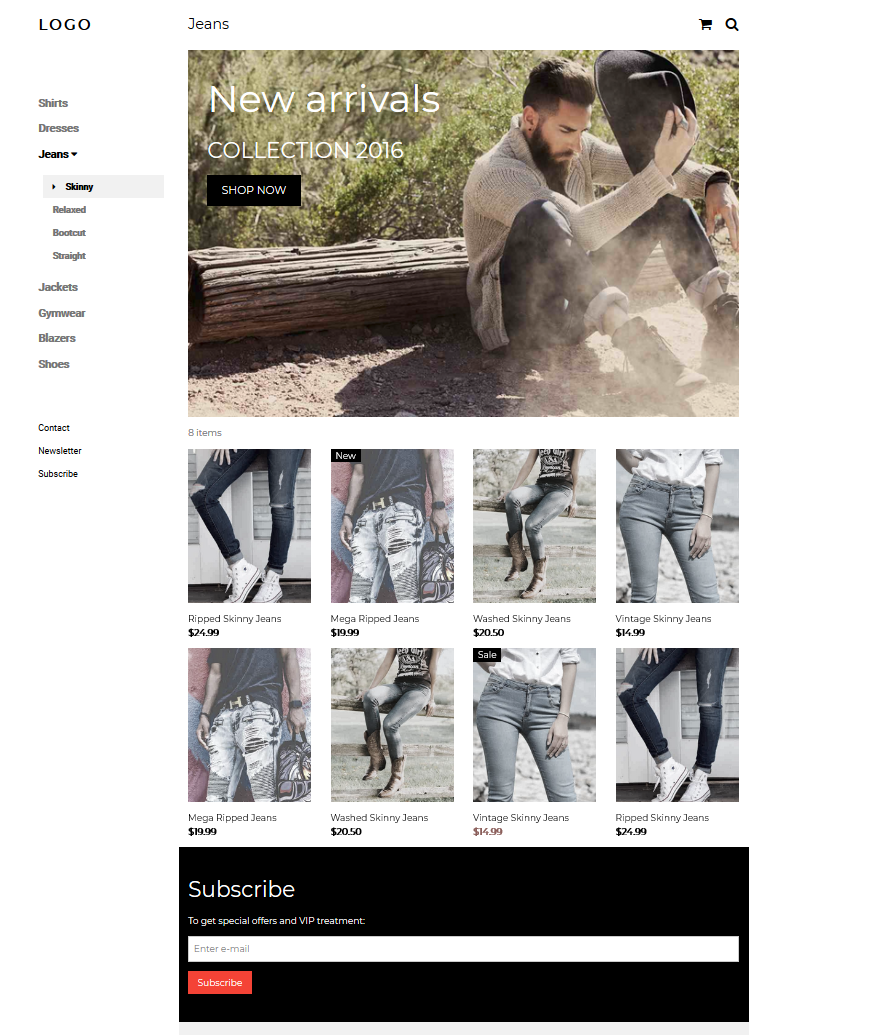 LOGO
Jeans
Shirts
Dresses
Jeans
Skinny
Relaxed
Bootcut
Straight
Jackets
Gymwear
Blazers
Shoes
Contact
Newsletter
Subscribe
New arrivals
COLLECTION 2016
SHOP NOW
8 items
New
Ripped Skinny Jeans
$24.99
Mega Ripped Jeans
$19.99
Washed Skinny Jeans
$20.50
Vintage Skinny Jeans
$14.99
Sale
Mega Ripped Jeans
$19.99
Washed Skinny Jeans
$20.50
Vintage Skinny Jeans
$14.99
Ripped Skinny Jeans
$24.99
Subscribe
To get special offers and VIP treatment:
Enter e-mail
Subscribe